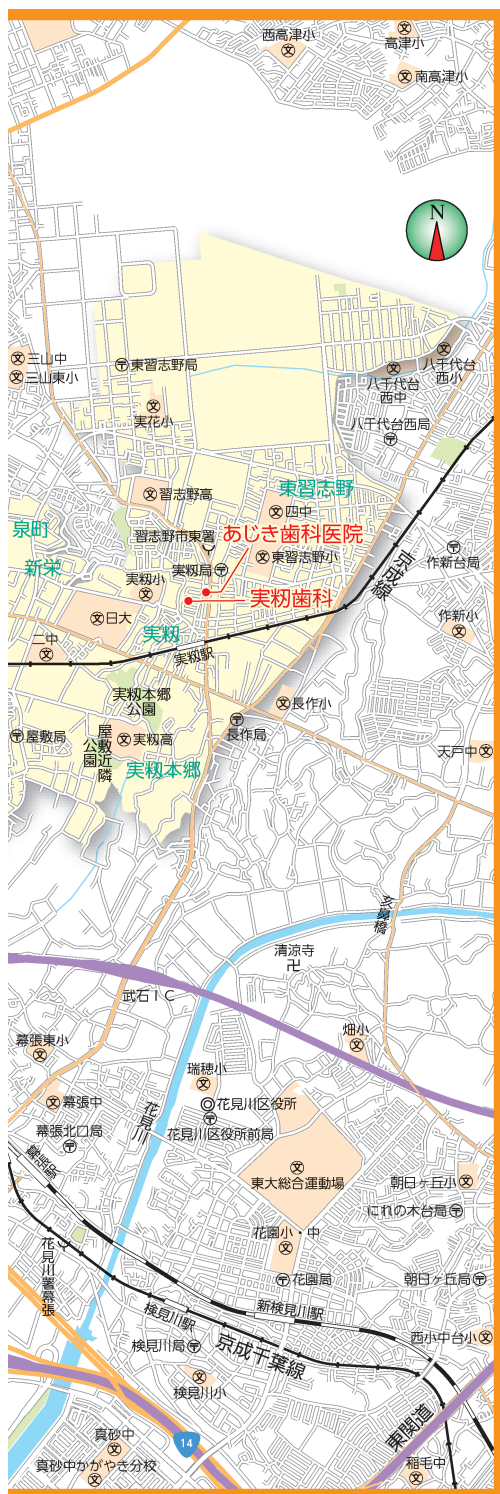 西高津小
高津小
南高津小
N
三山中
三山東小
東習志野局
八千代台
西小
八千代台
西中
実花小
八千代台西局
東習志野
習志野高
四中
泉町
習志野市東署
あじき歯科医院
東習志野小
京成線
作新台局
新栄
実籾局
実籾小
実籾歯科
日大
作新小
実籾
二中
実籾駅
実籾本郷
公園
長作小
長作局
屋敷局
屋敷近隣
公園
実籾高
天戸中
実籾本郷
亥鼻橋
清涼寺
卍
武石IC
畑小
幕張東小
瑞穂小
幕張中
花見川
花見川区役所
幕張北口局
花見川区役所前局
幕張駅
東大総合運動場
朝日ヶ丘小
にれの木台局
花見川署幕張
花園小・中
花園局
朝日ヶ丘局
新検見川駅
検見川駅
検見川局
京成千葉線
西小中台小
検見川小
真砂中
14
東関道
真砂中かがやき分校
稲毛中